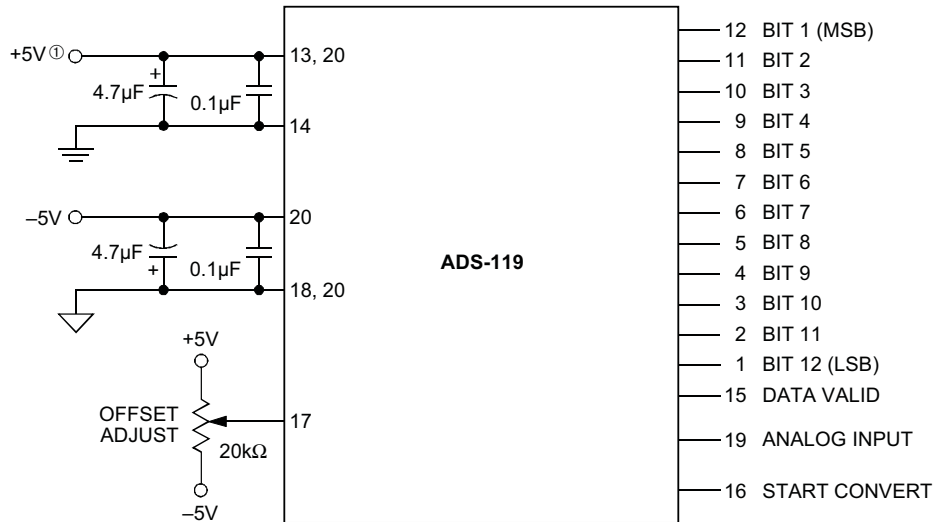 +5V ①
13, 20
+
4.7µF
0.1µF
14
–5V
20
4.7µF
+
0.1µF
18, 20
+5V
OFFSET
ADJUST
20kΩ
17
–5V
ADS-119
12 BIT 1 (MSB)
11 BIT 2
10 BIT 3
9 BIT 4
8 BIT 5
7 BIT 6
6 BIT 7
5 BIT 8
4 BIT 9
3 BIT 10
2 BIT 11
1 BIT 12 (LSB)
15 DATA VALID
19 ANALOG INPUT
16 START CONVERT